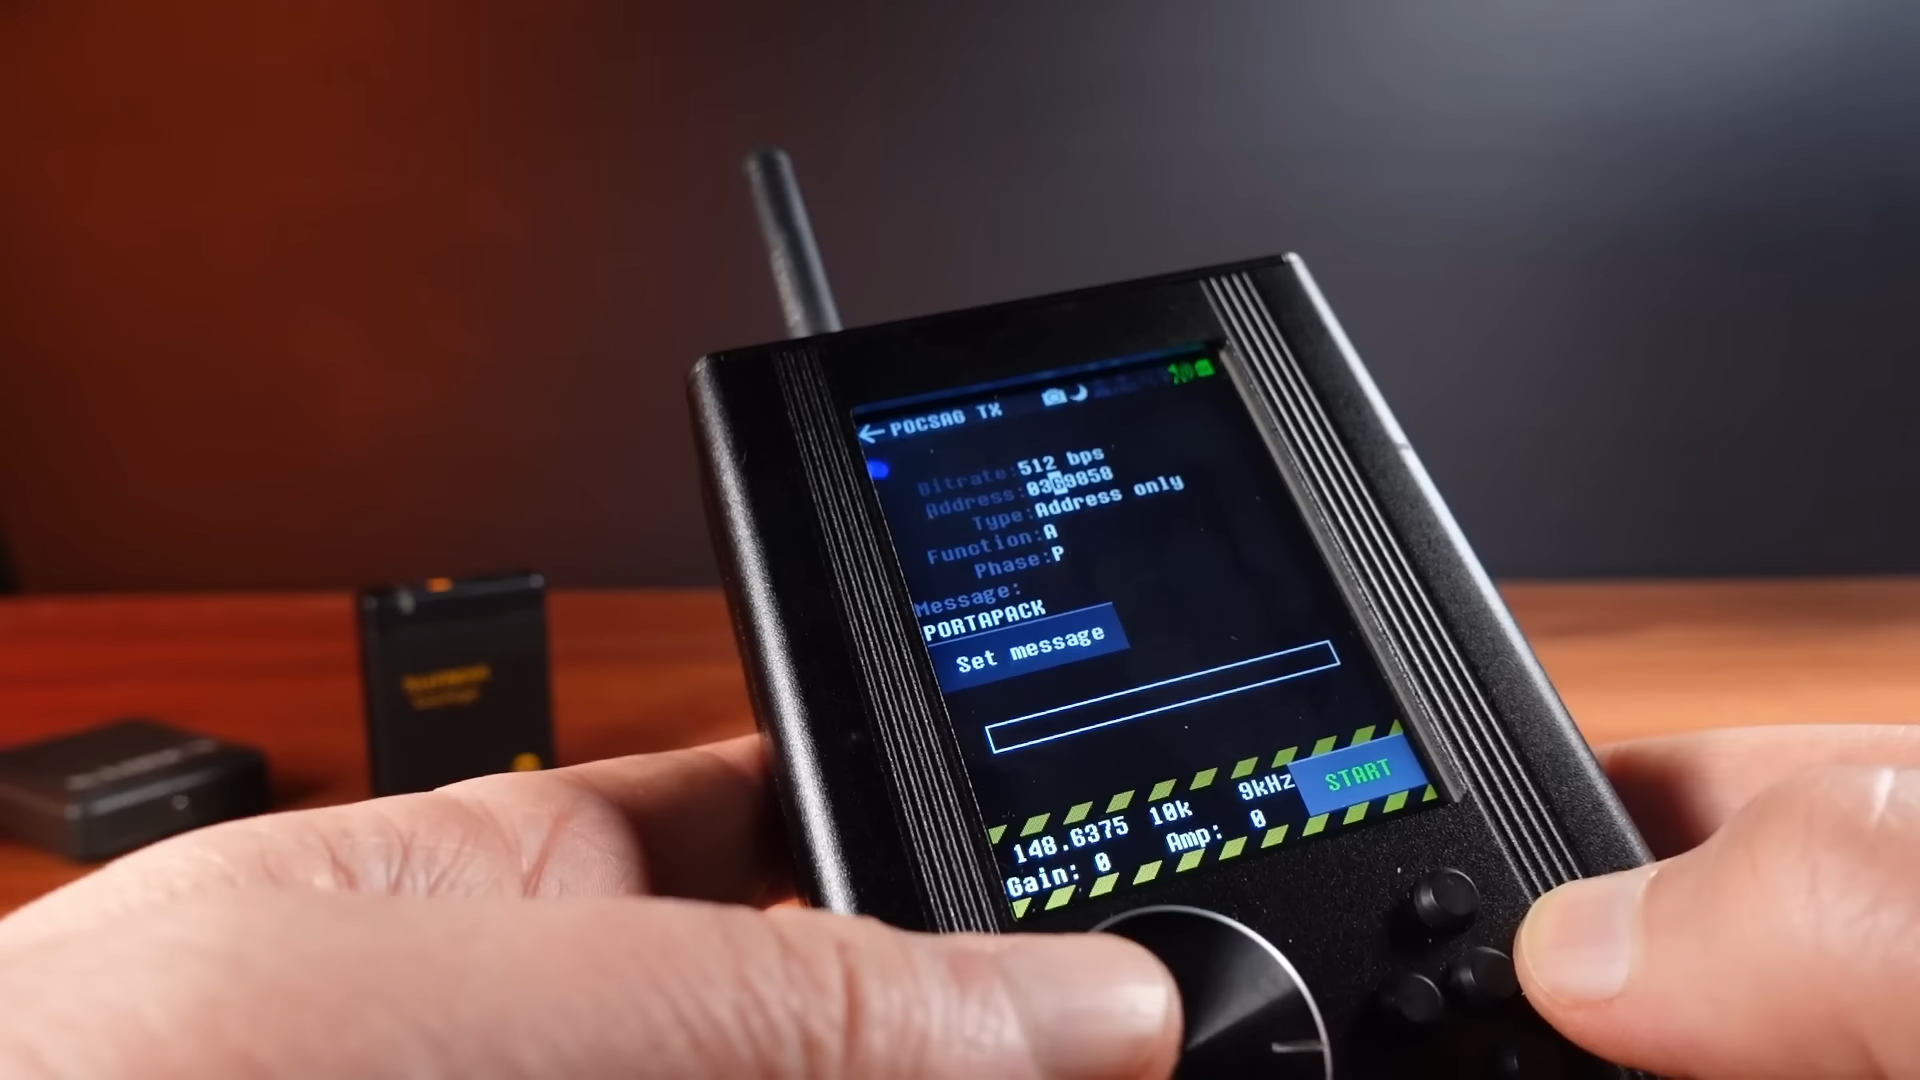 POCSAG TX
Bitrate:512 bps
Address:0369858
Type:Address only
Function:A
Phase:P
Message:
PORTAPACK
Set message
148.6375 10k 9kHz START
Gain: 0 Amp: 0